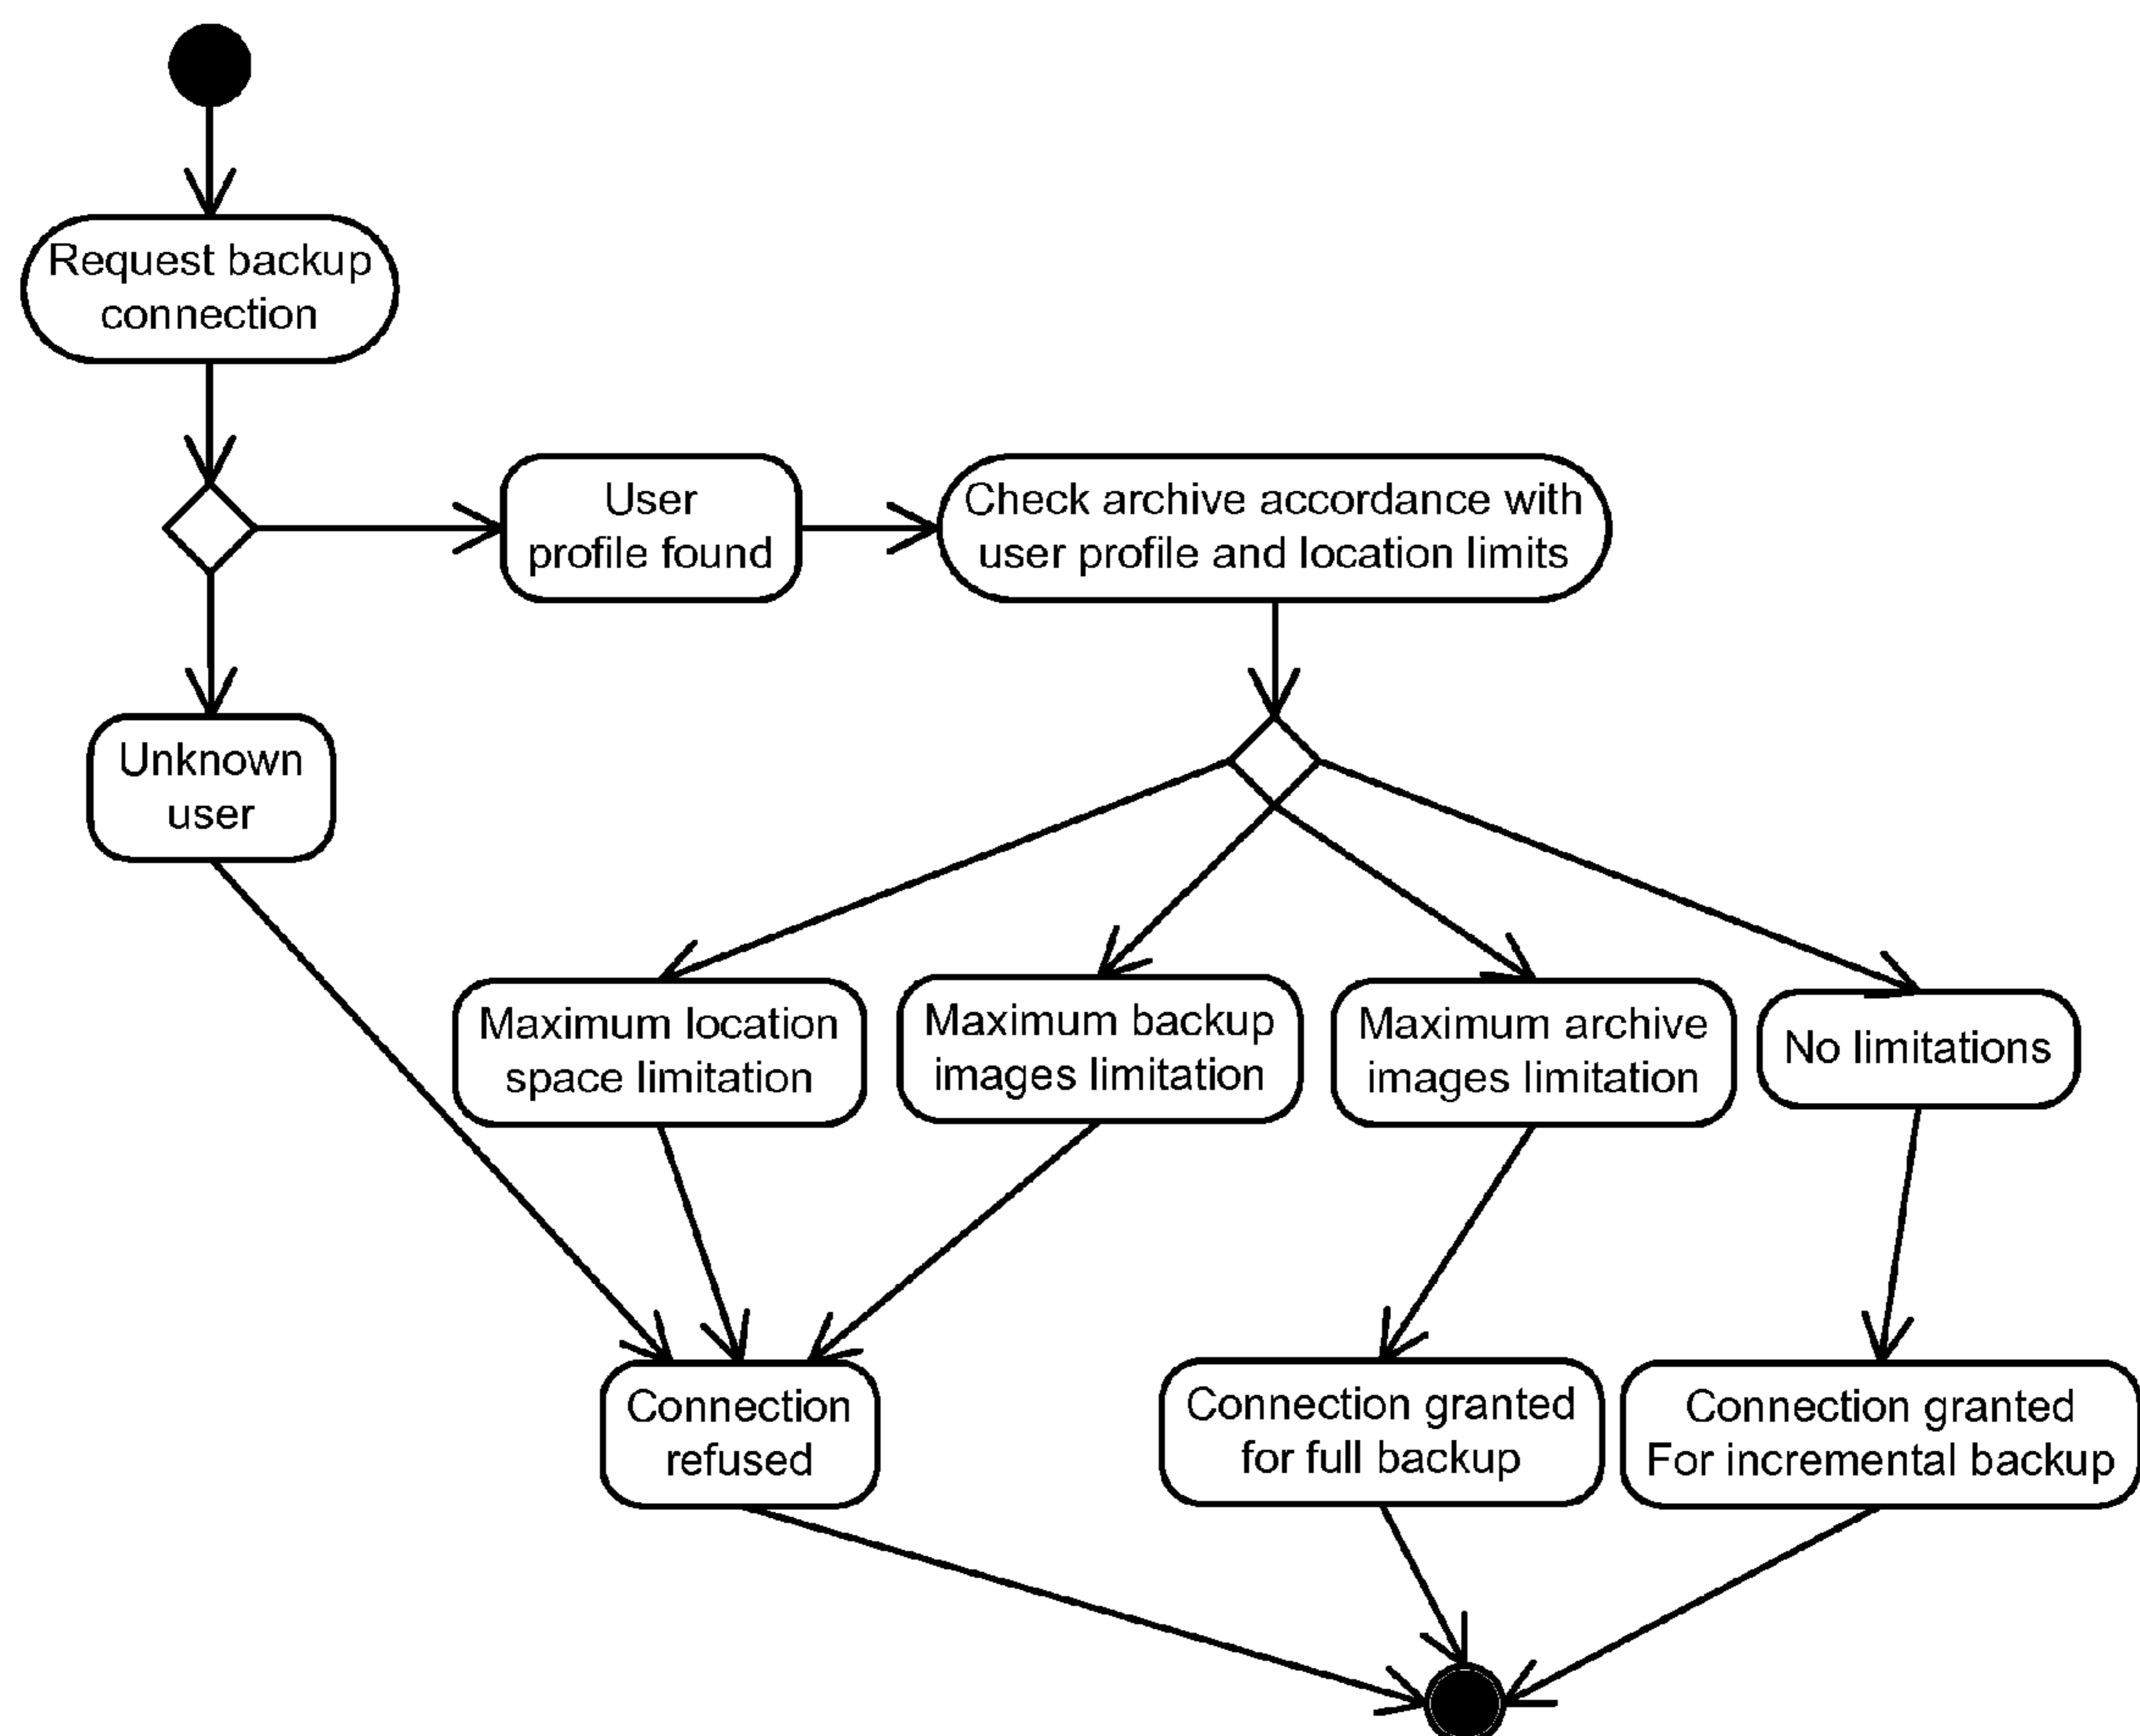 Request backup
connection
User
profile found
Check archive accordance with
user profile and location limits
Unknown
user
Maximum location
space limitation
Maximum backup
images limitation
Maximum archive
images limitation
No limitations
Connection
refused
Connection granted
for full backup
Connection granted
For incremental backup